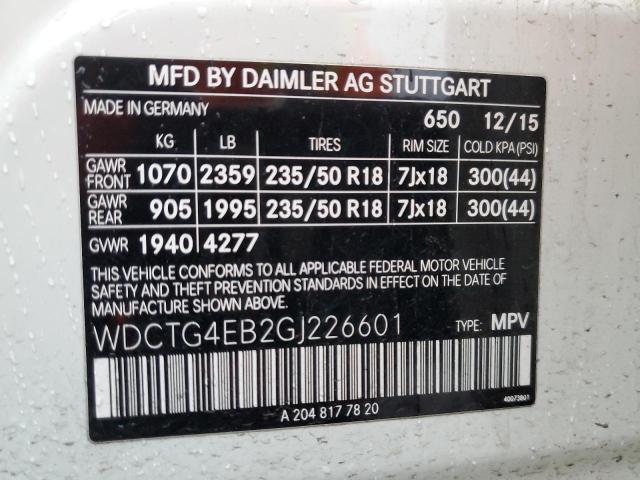 MFD BY DAIMLER AG STUTTGART
MADE IN GERMANY 650 12/15
KG LB TIRES RIM SIZE COLD KPA (PSI)
GAWR FRONT 1070 2359 235/50 R18 7Jx18 300(44)
GAWR REAR 905 1995 235/50 R18 7Jx18 300(44)
GVWR 1940 4277
THIS VEHICLE CONFORMS TO ALL APPLICABLE FEDERAL MOTOR VEHICLE
SAFETY AND THEFT PREVENTION STANDARDS IN EFFECT ON THE DATE OF
MANUFACTURE SHOWN ABOVE.
WDCTG4EB2GJ226601 TYPE: MPV
A 204 817 78 20 40073801